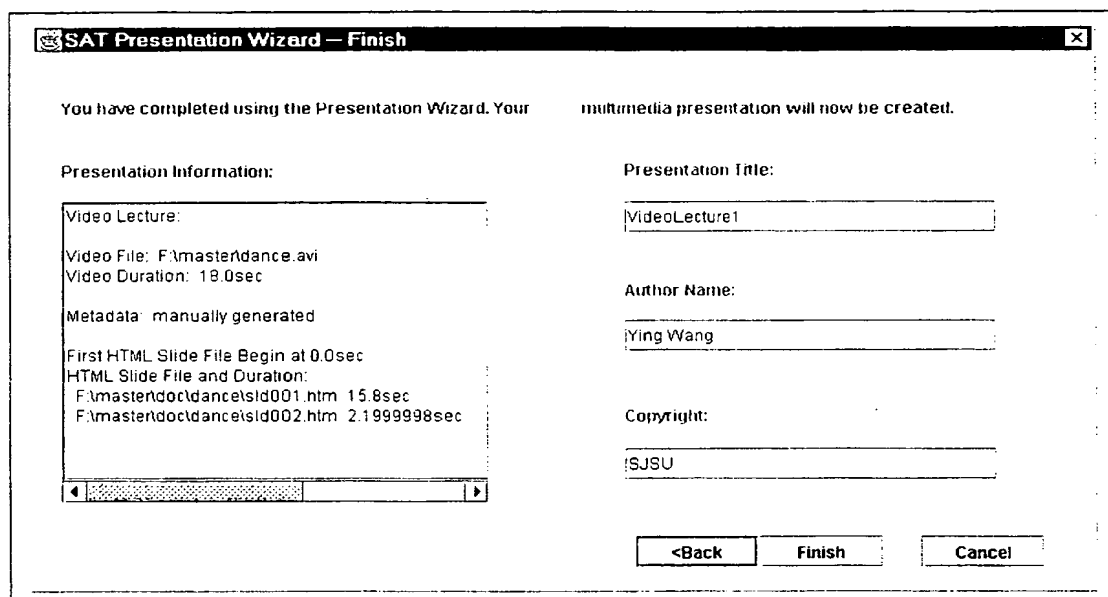 SAT Presentation Wizard — Finish
You have completed using the Presentation Wizard. Your multimedia presentation will now be created.
Presentation Information:
Video Lecture:
Video File: F:\master\dance.avi
Video Duration: 18.0sec
Metadata: manually generated
First HTML Slide File Begin at 0.0sec
HTML Slide File and Duration:
F:\master\doc\dance\sld001.htm 15.8sec
F:\master\doc\dance\sld002.htm 2.1999998sec
Presentation Title:
VideoLecture1
Author Name:
Ying Wang
Copyright:
SJSU
<Back Finish Cancel